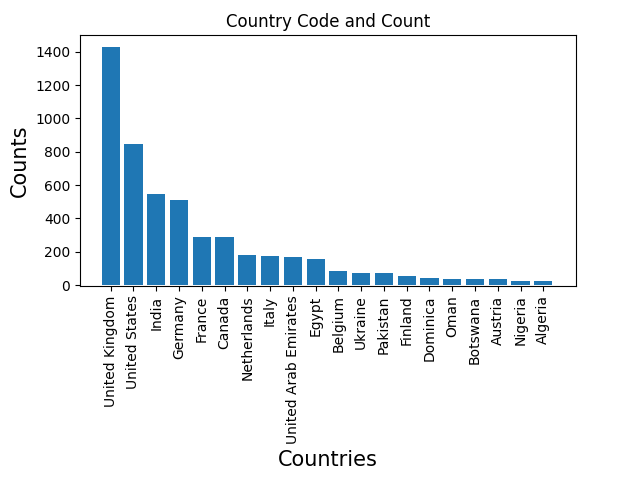 Country Code and Count
Counts
1400
1200
1000
800
600
400
200
0
United Kingdom
United States
India
Germany
France
Canada
Netherlands
Italy
United Arab Emirates
Egypt
Belgium
Ukraine
Pakistan
Finland
Dominica
Oman
Botswana
Austria
Nigeria
Algeria
Countries